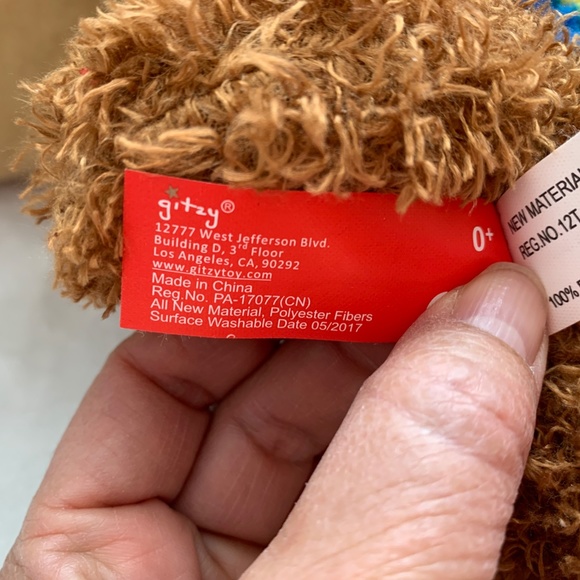 gitzy®
12777 West Jefferson Blvd.
Building D, 3rd Floor
Los Angeles, CA, 90292
www.gitzytoy.com
Made in China
Reg.No. PA-17077(CN)
All New Material, Polyester Fibers
Surface Washable Date 05/2017
0+
NEW MATERIAL
REG.NO.127
100%